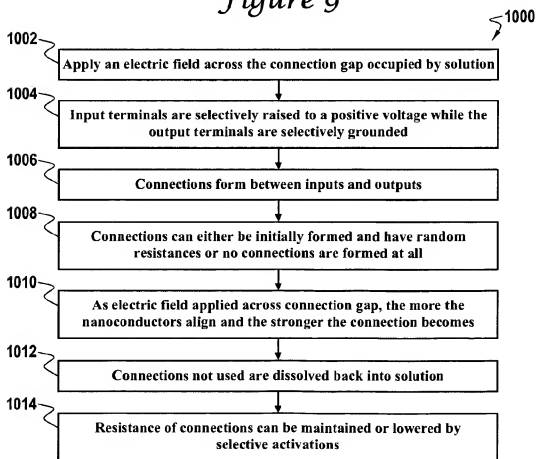 Figure 9
1000
1002
Apply an electric field across the connection gap occupied by solution
1004
Input terminals are selectively raised to a positive voltage while the
output terminals are selectively grounded
1006
Connections form between inputs and outputs
1008
Connections can either be initially formed and have random
resistances or no connections are formed at all
1010
As electric field applied across connection gap, the more the
nanoconductors align and the stronger the connection becomes
1012
Connections not used are dissolved back into solution
1014
Resistance of connections can be maintained or lowered by
selective activations